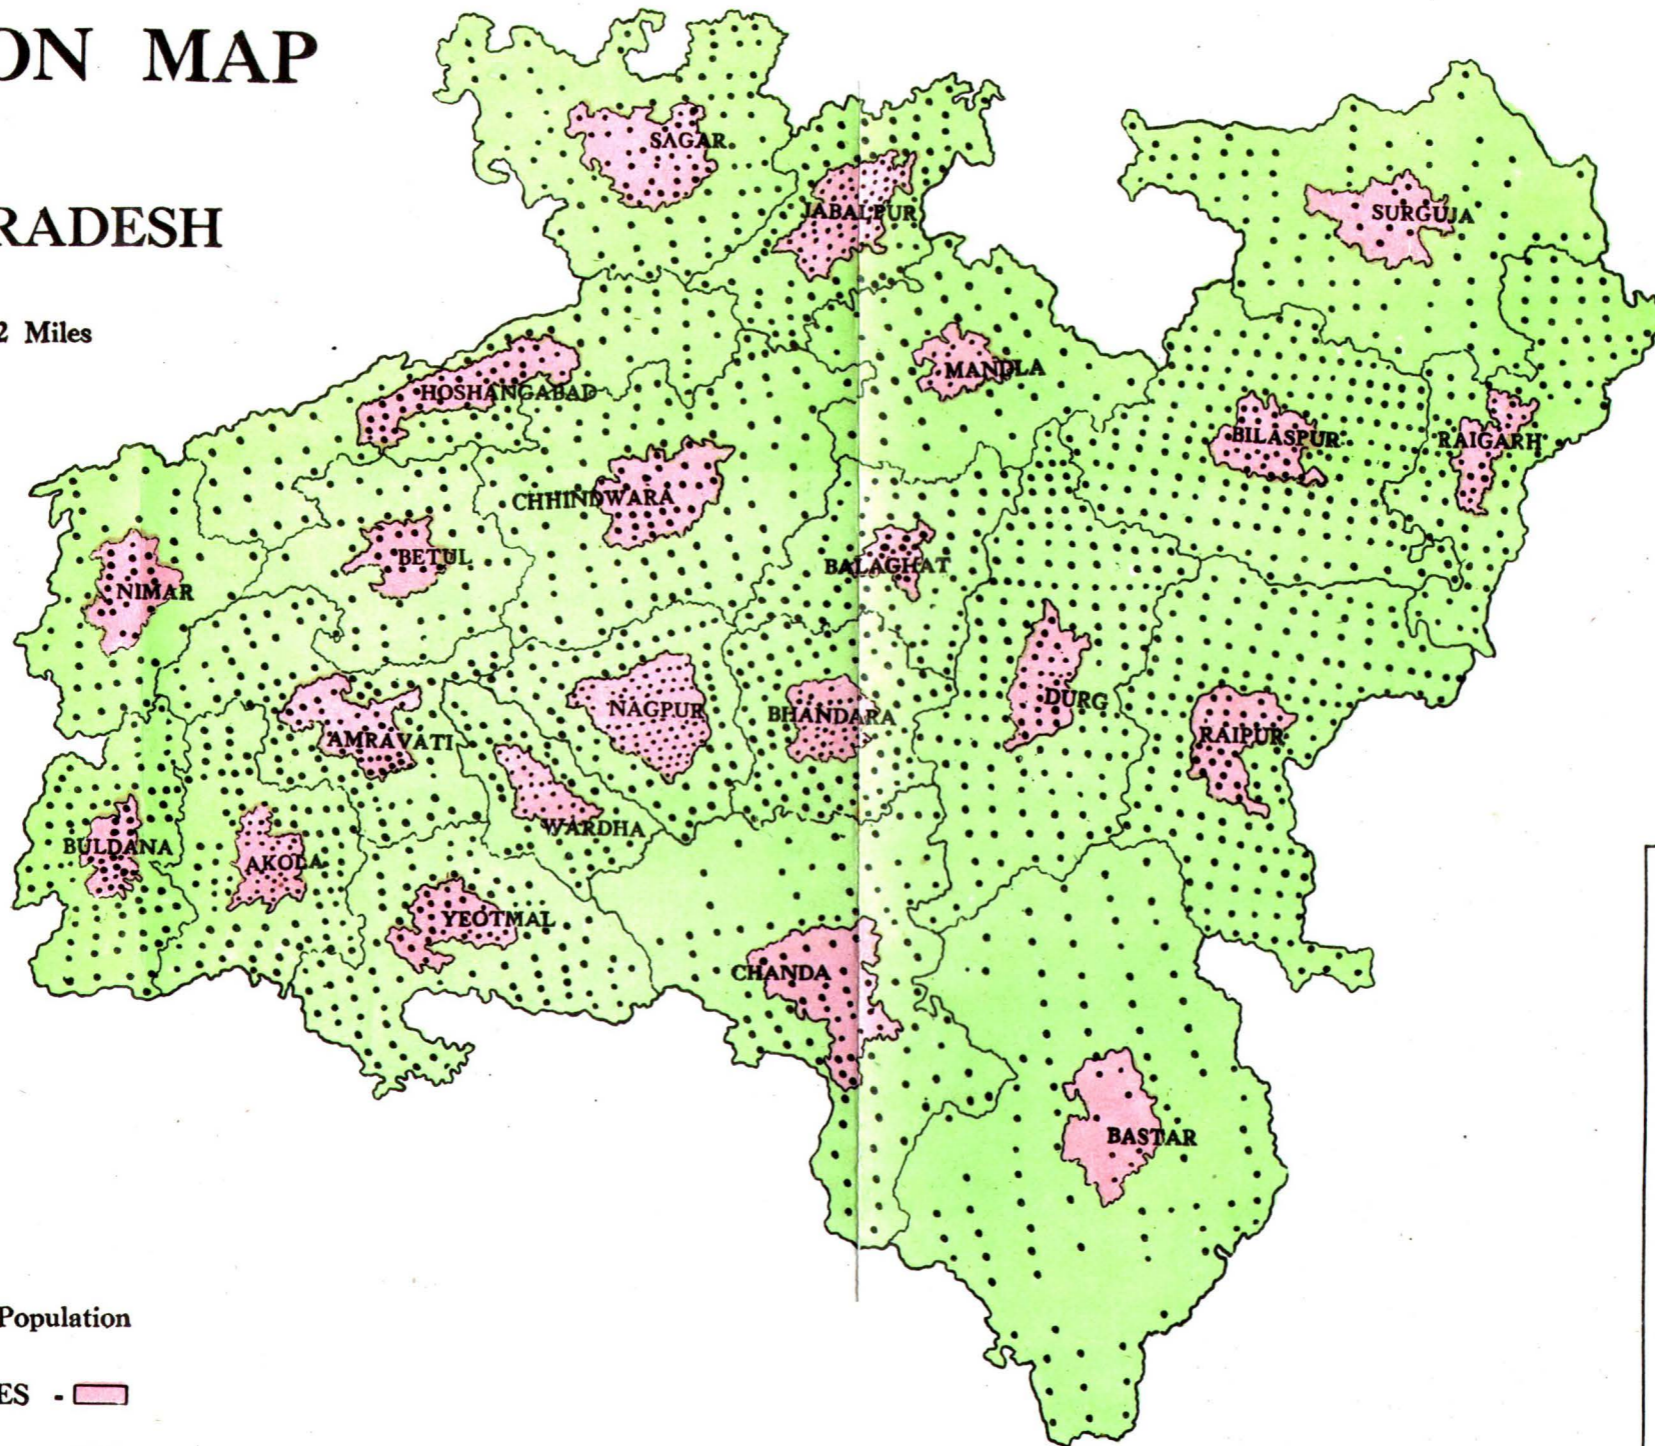 ON MAP
RADESH
2 Miles
SAGAR
JABALPUR
SURGUJA
HOSHANGABAD
MANDLA
BILASPUR
RAIGARH
CHHINDWARA
BETUL
BALAGHAT
NIMAR
DURG
NAGPUR
BHANDARA
RAIPUR
AMRAVATI
WARDHA
BULDANA
AKOLA
YEOTMAL
CHANDA
BASTAR
Population
ES -